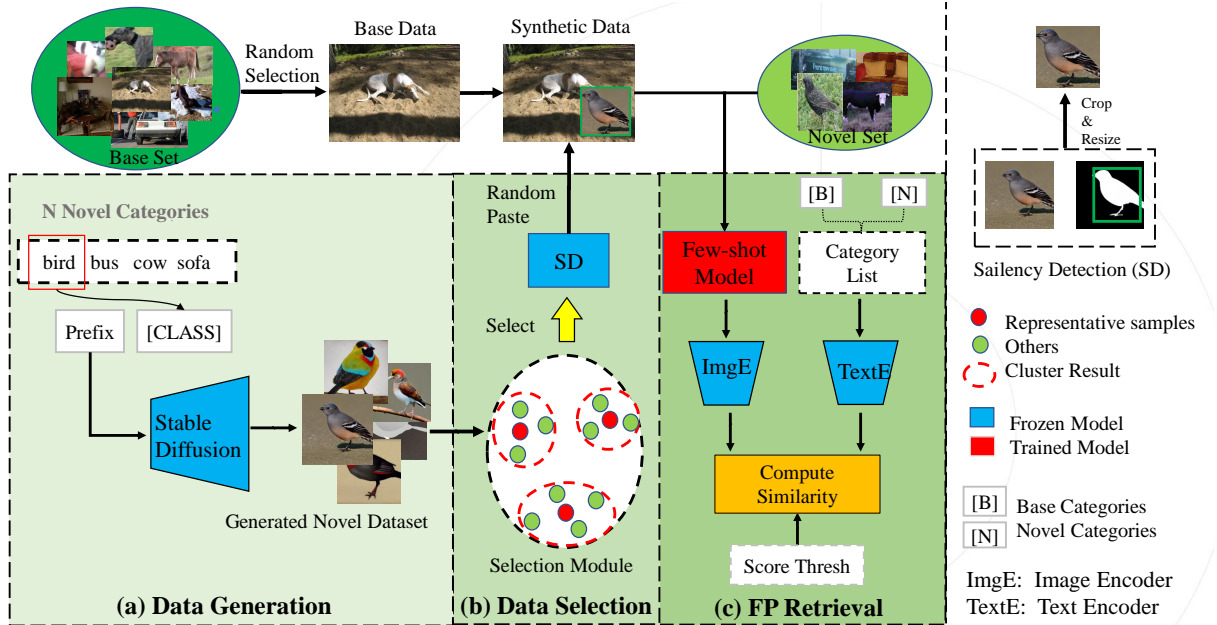 Base Set
Random
Selection
Base Data
Synthetic Data
Novel Set
Crop
&
Resize
Sailency Detection (SD)
N Novel Categories
bird bus cow sofa
Prefix
[CLASS]
Stable
Diffusion
Generated Novel Dataset
(a) Data Generation
Random
Paste
SD
Select
Selection Module
(b) Data Selection
[B]
[N]
Few-shot
Model
Category
List
ImgE
TextE
Compute
Similarity
Score Thresh
(c) FP Retrieval
Representative samples
Others
Cluster Result
Frozen Model
Trained Model
[B] Base Categories
[N] Novel Categories
ImgE: Image Encoder
TextE: Text Encoder